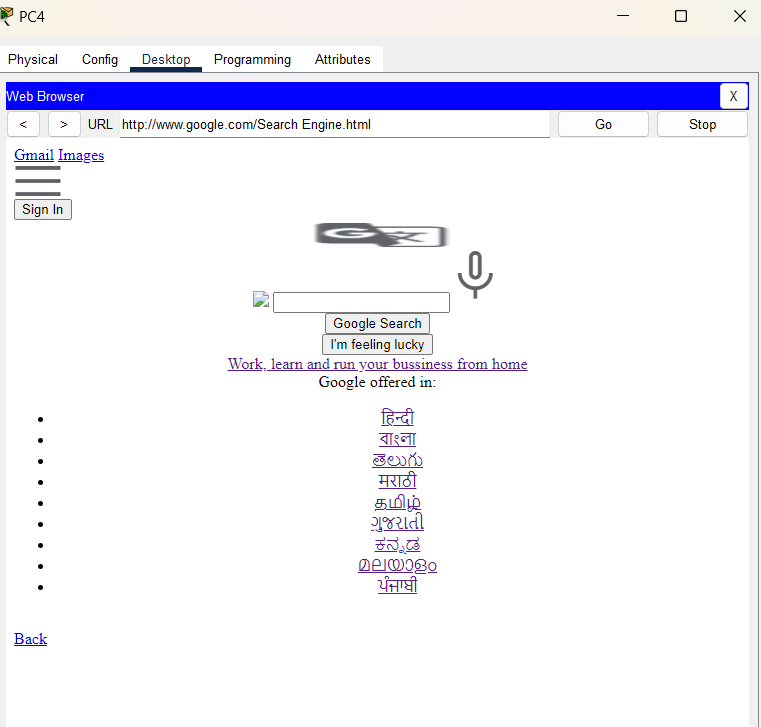 PC4
Physical Config Desktop Programming Attributes
Web Browser X
< > URL http://www.google.com/Search Engine.html Go Stop
Gmail Images
Sign In
Google Search
I'm feeling lucky
Work, learn and run your bussiness from home
Google offered in:
हिन्दी
বাংলা
తెలుగు
मराठी
தமிழ்
ગુજરાતી
ಕನ್ನಡ
മലയാളം
ਪੰਜਾਬੀ
Back